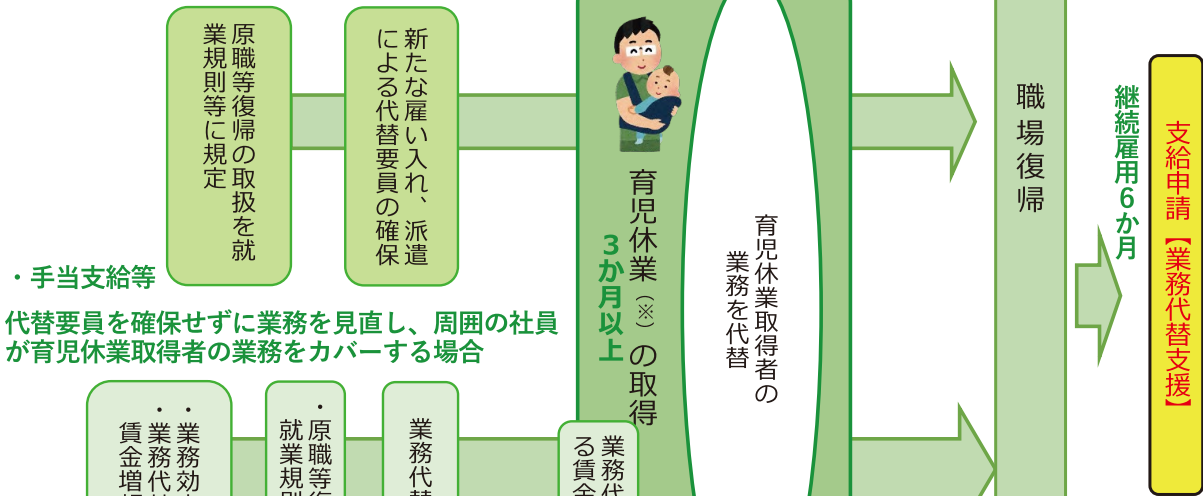 原職等復帰の取扱を就
業規則等に規定
新たな雇い入れ、派遣
による代替要員の確保
育児休業（※）の取得
3か月以上
育児休業取得者の
業務を代替
職場復帰
継続雇用6か月
支給申請【業務代替支援】
・手当支給等
代替要員を確保せずに業務を見直し、周囲の社員
が育児休業取得者の業務をカバーする場合
・業務効
・業務代
賃金増
・原職等復
就業規則
業務代替
業務代
る賃金